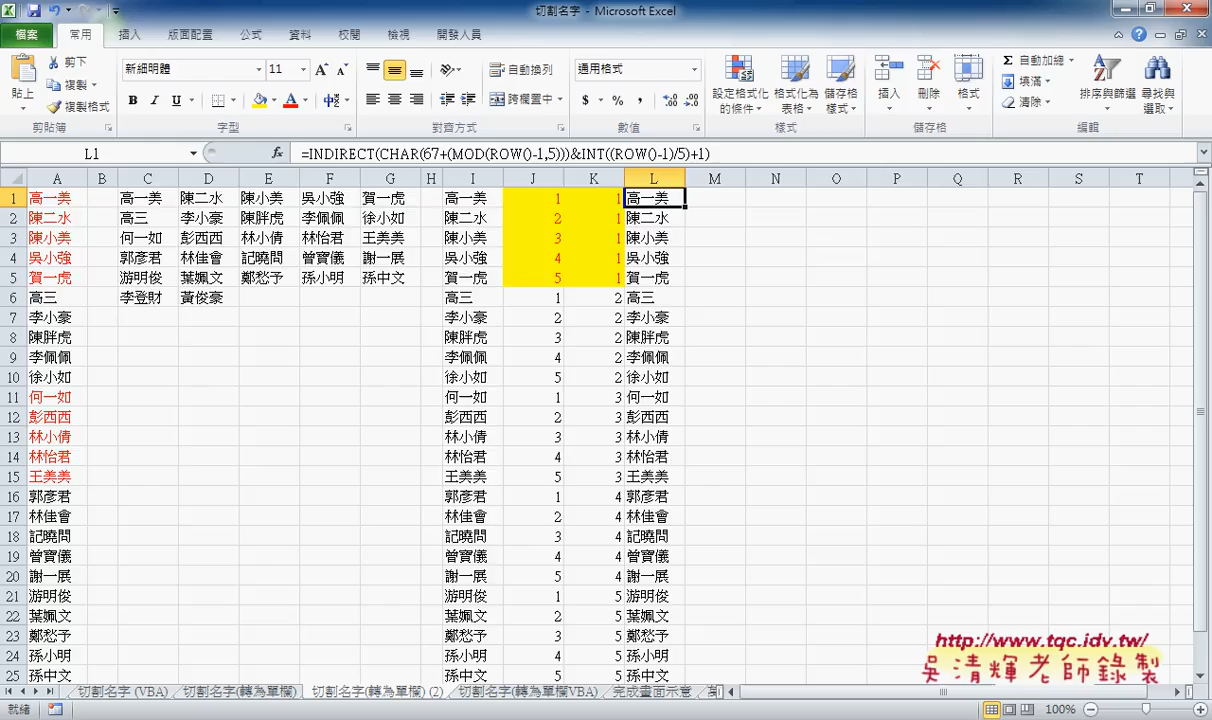 切割名字 - Microsoft Excel
檔案 常用 插入 版面配置 公式 資料 校閱 檢視 開發人員
剪下 新細明體 11 自動換列 通用格式 自動加總
複製 填滿
貼上 複製格式 跨欄置中 設定格式化的條件 格式化為表格 儲存格樣式 插入 刪除 格式 清除 排序與篩選 尋找與選取
剪貼簿 字型 對齊方式 數值 樣式 儲存格 編輯
L1 fx =INDIRECT(CHAR(67+(MOD(ROW()-1,5)))&INT((ROW()-1)/5)+1)
A B C D E F G H I J K L M N O P Q R S T
1 高一美 高一美 陳二水 陳小美 吳小強 賀一虎 高一美 1 1 高一美
2 陳二水 高三 李小豪 陳胖虎 李佩佩 徐小如 陳二水 2 1 陳二水
3 陳小美 何一如 彭西西 林小倩 林怡君 王美美 陳小美 3 1 陳小美
4 吳小強 郭彥君 林佳會 記曉問 曾寶儀 謝一展 吳小強 4 1 吳小強
5 賀一虎 游明俊 葉姵文 鄭愁予 孫小明 孫中文 賀一虎 5 1 賀一虎
6 高三 李登財 黃俊豪 高三 1 2 高三
7 李小豪 李小豪 2 2 李小豪
8 陳胖虎 陳胖虎 3 2 陳胖虎
9 李佩佩 李佩佩 4 2 李佩佩
10 徐小如 徐小如 5 2 徐小如
11 何一如 何一如 1 3 何一如
12 彭西西 彭西西 2 3 彭西西
13 林小倩 林小倩 3 3 林小倩
14 林怡君 林怡君 4 3 林怡君
15 王美美 王美美 5 3 王美美
16 郭彥君 郭彥君 1 4 郭彥君
17 林佳會 林佳會 2 4 林佳會
18 記曉問 記曉問 3 4 記曉問
19 曾寶儀 曾寶儀 4 4 曾寶儀
20 謝一展 謝一展 5 4 謝一展
21 游明俊 游明俊 1 5 游明俊
22 葉姵文 葉姵文 2 5 葉姵文
23 鄭愁予 鄭愁予 3 5 鄭愁予
24 孫小明 孫小明 4 5 孫小明
25 孫中文 孫中文 5 5 孫中文
http://www.tqc.idv.tw/
吳清輝老師錄製
切割名字 (VBA) 切割名字(轉為單欄) 切割名字(轉為單欄) (2) 切割名字(轉為單欄VBA) 完成畫面示意
就緒 100%